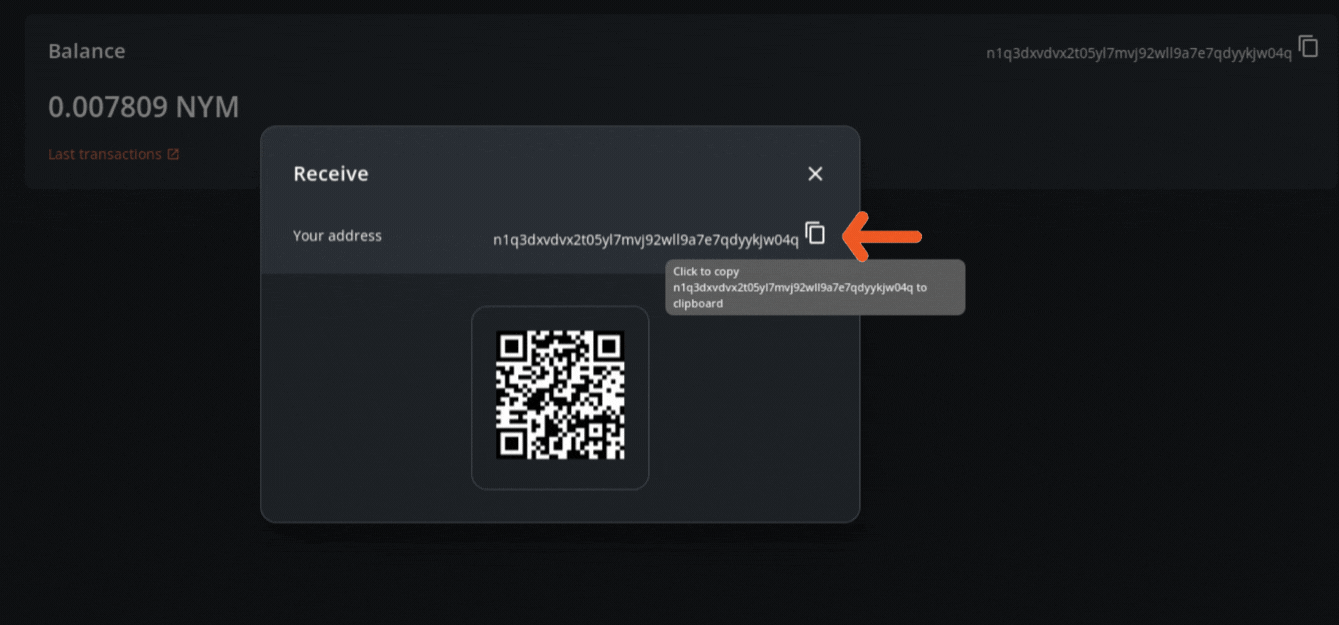 Balance
n1q3dxvdvx2t05yl7mvj92wll9a7e7qdyykjw04q
0.007809 NYM
Last transactions
Receive
Your address
n1q3dxvdvx2t05yl7mvj92wll9a7e7qdyykjw04q
Click to copy
n1q3dxvdvx2t05yl7mvj92wll9a7e7qdyykjw04q to
clipboard